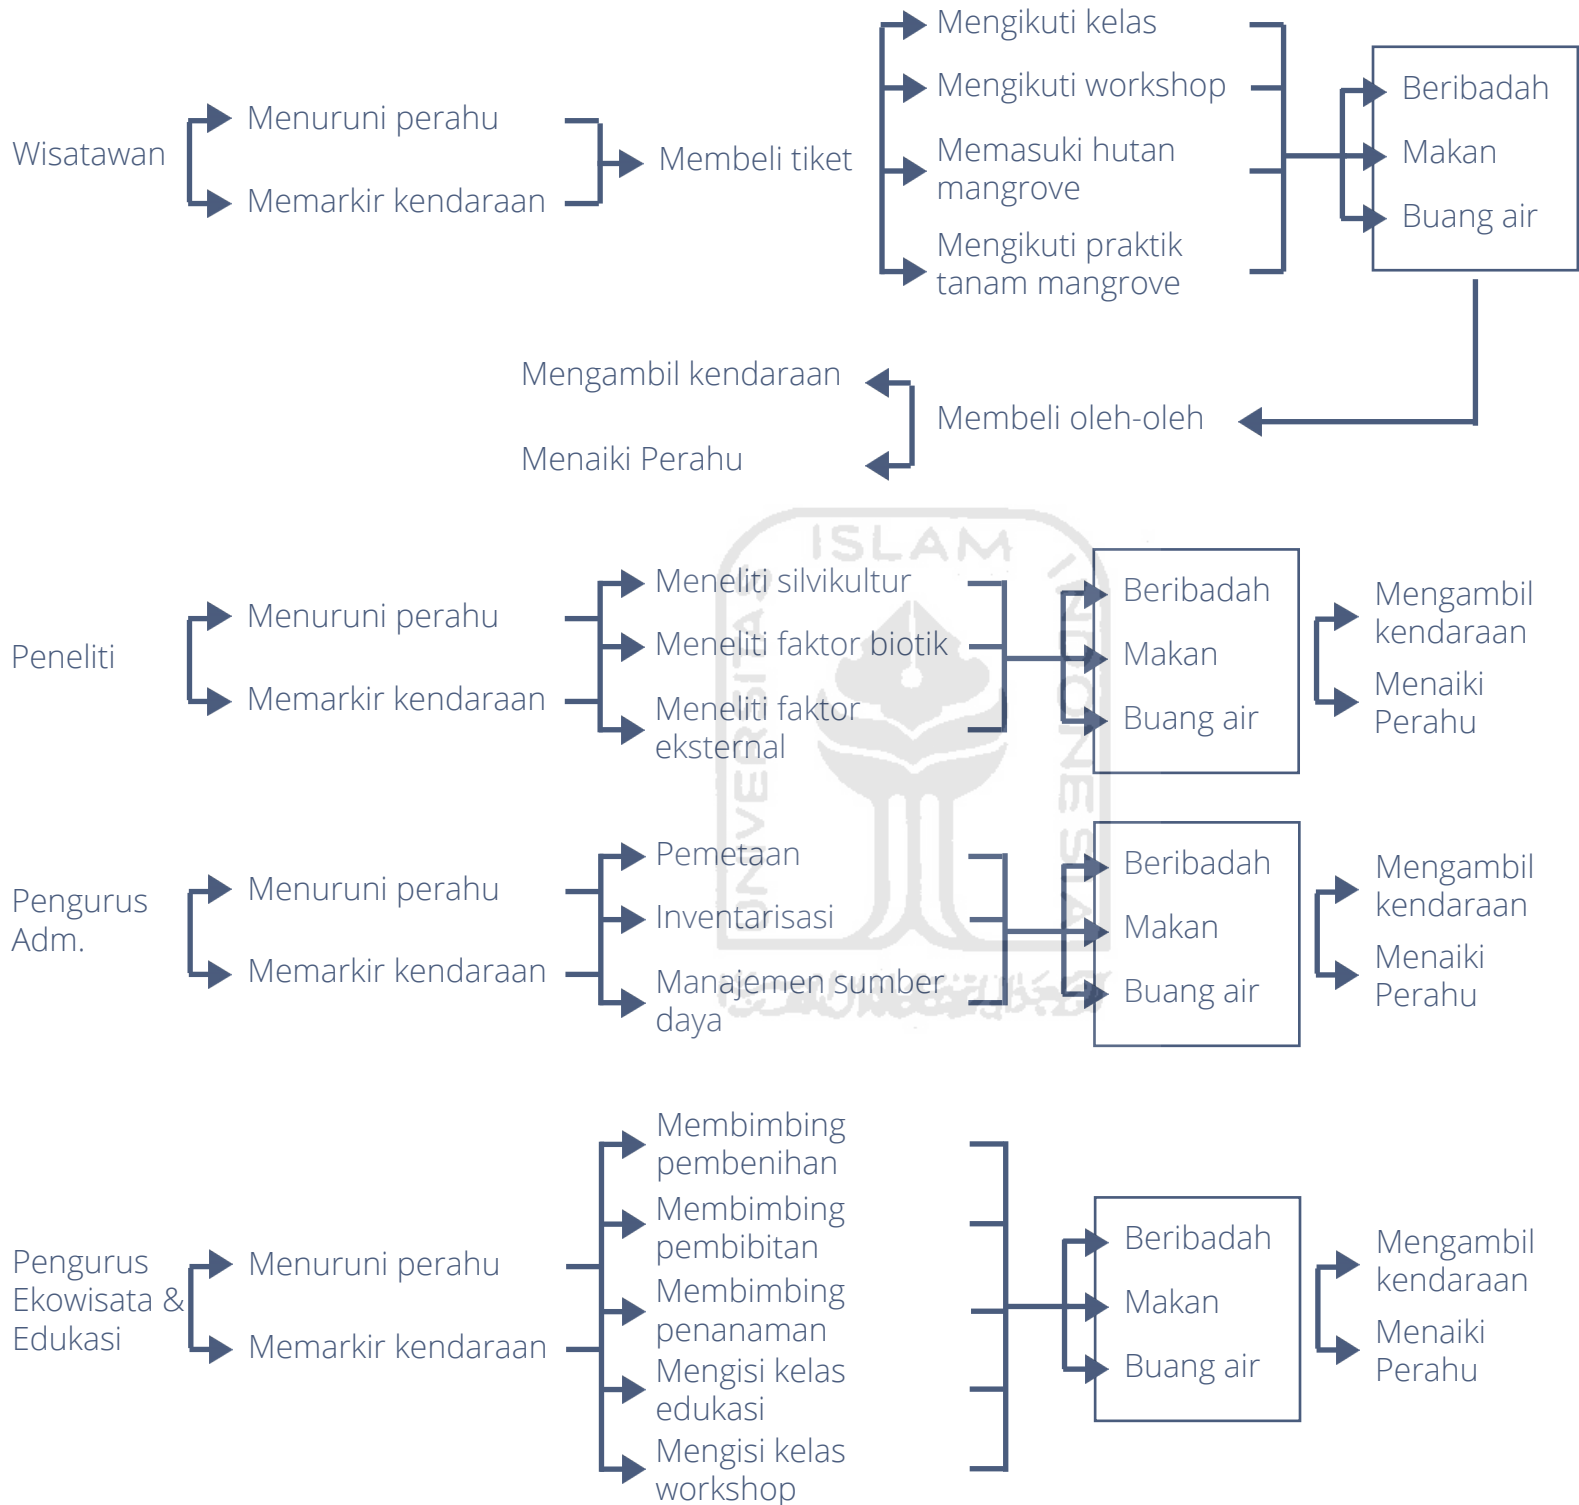 Wisatawan
Menuruni perahu
Memarkir kendaraan
Membeli tiket
Mengikuti kelas
Mengikuti workshop
Memasuki hutan
mangrove
Mengikuti praktik
tanam mangrove
Beribadah
Makan
Buang air
Membeli oleh-oleh
Mengambil kendaraan
Menaiki Perahu
Peneliti
Menuruni perahu
Memarkir kendaraan
Meneliti silvikultur
Meneliti faktor biotik
Meneliti faktor
eksternal
Beribadah
Makan
Buang air
Mengambil
kendaraan
Menaiki
Perahu
Pengurus
Adm.
Menuruni perahu
Memarkir kendaraan
Pemetaan
Inventarisasi
Manajemen sumber
daya
Beribadah
Makan
Buang air
Mengambil
kendaraan
Menaiki
Perahu
Pengurus
Ekowisata &
Edukasi
Menuruni perahu
Memarkir kendaraan
Membimbing
pembenihan
Membimbing
pembibitan
Membimbing
penanaman
Mengisi kelas
edukasi
Mengisi kelas
workshop
Beribadah
Makan
Buang air
Mengambil
kendaraan
Menaiki
Perahu
UNIVERSITAS
ISLAM
INDONESIA